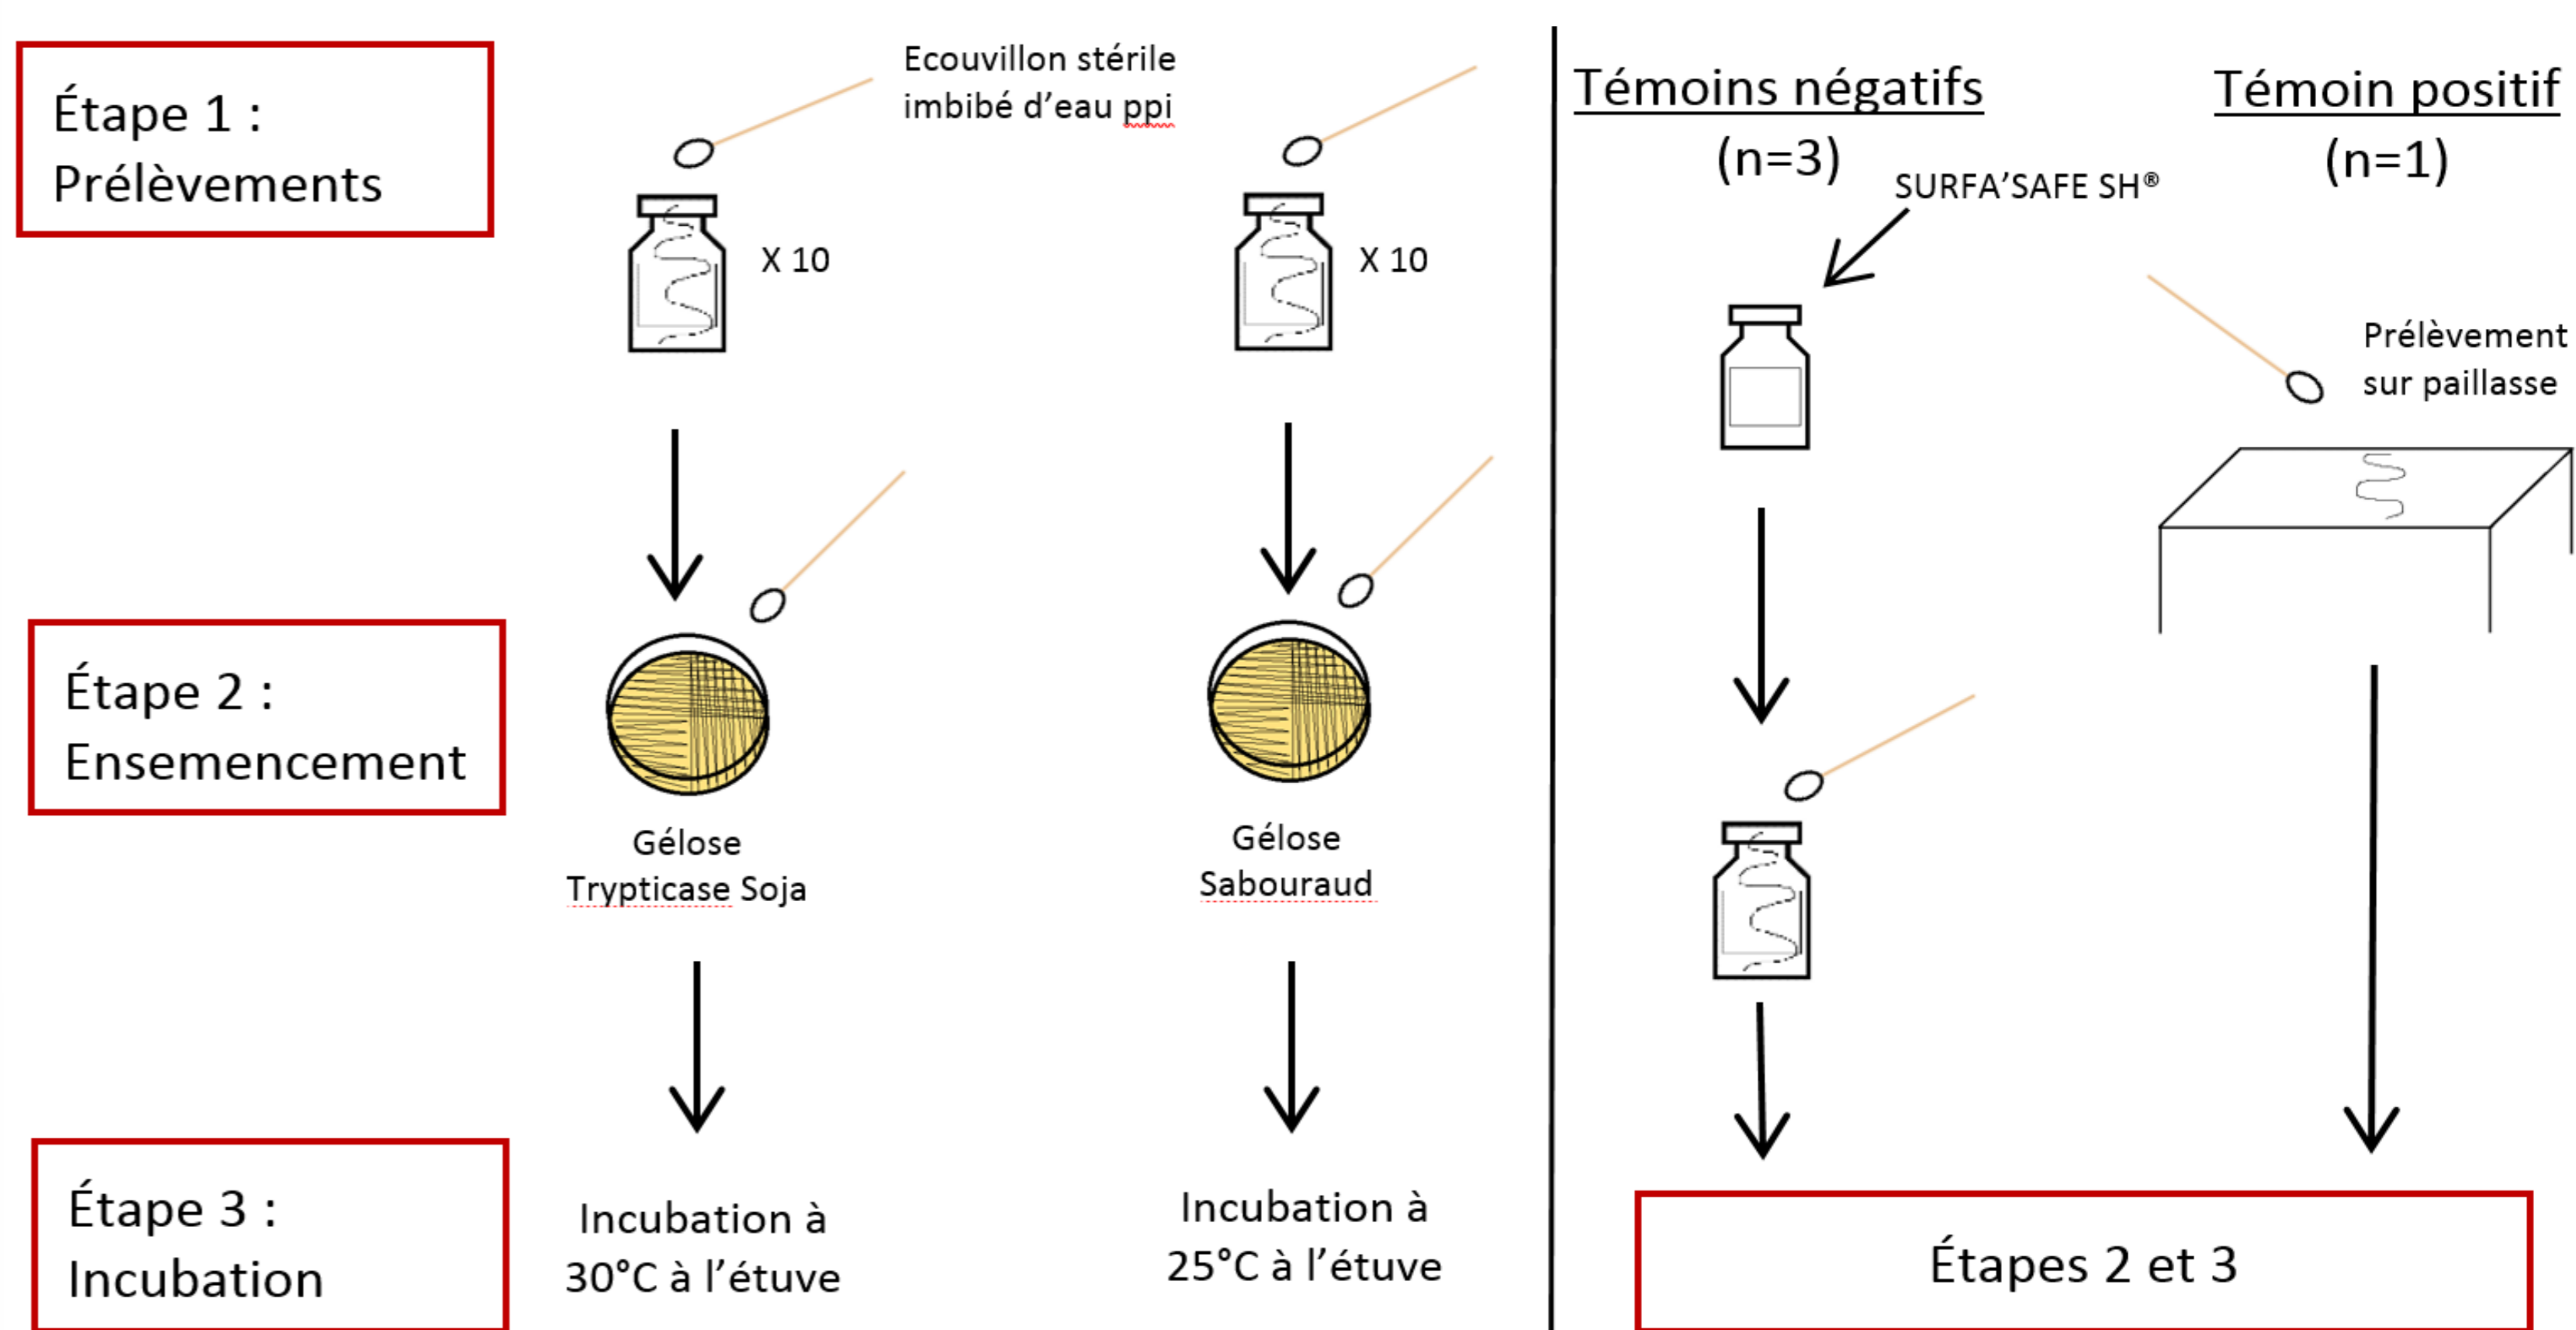 Étape 1 :
Prélèvements
Ecouvillon stérile
imbibé d'eau ppi
X 10
X 10
Étape 2 :
Ensemencement
Gélose
Trypticase Soja
Gélose
Sabouraud
Étape 3 :
Incubation
Incubation à
30°C à l'étuve
Incubation à
25°C à l'étuve
Témoins négatifs
(n=3)
SURFA'SAFE SH®
Témoin positif
(n=1)
Prélèvement
sur paillasse
Étapes 2 et 3